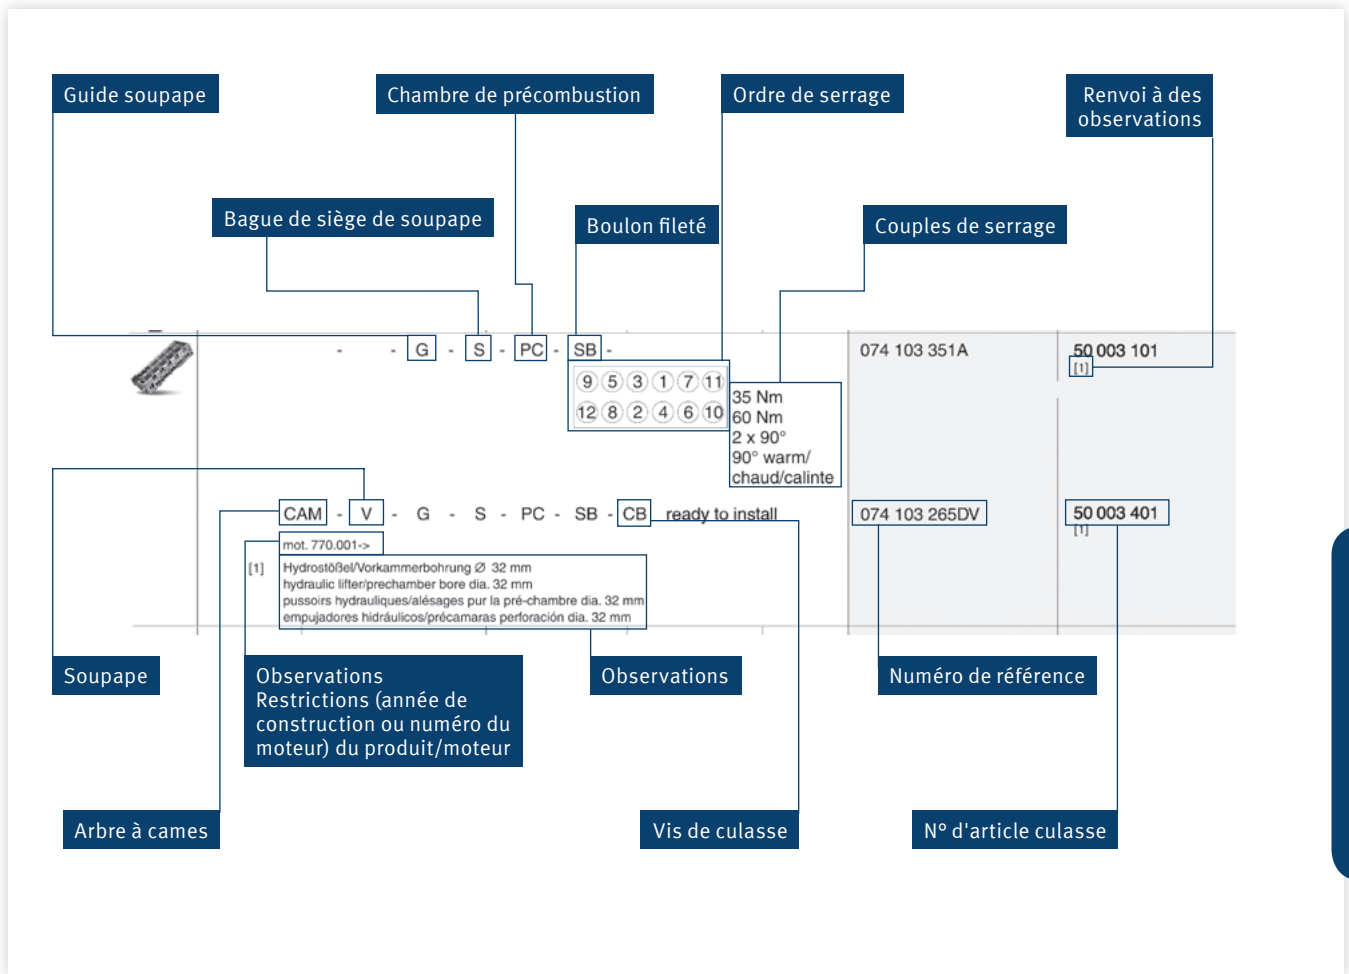 Guide soupape
Chambre de précombustion
Ordre de serrage
Renvoi à des
observations
Bague de siège de soupape
Boulon fileté
Couples de serrage
- - G - S - PC - SB -
074 103 351A
50 003 101
[1]
9 5 3 1 7 11
12 8 2 4 6 10
35 Nm
60 Nm
2 x 90°
90° warm/
chaud/calinte
CAM - V - G - S - PC - SB - CB ready to install
074 103 265DV
50 003 401
[1]
mot. 770.001->
[1] Hydrostößel/Vorkammerbohrung Ø 32 mm
hydraulic lifter/prechamber bore dia. 32 mm
pussoirs hydrauliques/alésages pur la pré-chambre dia. 32 mm
empujadores hidráulicos/précamaras perforación dia. 32 mm
Soupape
Observations
Restrictions (année de
construction ou numéro du
moteur) du produit/moteur
Observations
Numéro de référence
Arbre à cames
Vis de culasse
N° d'article culasse